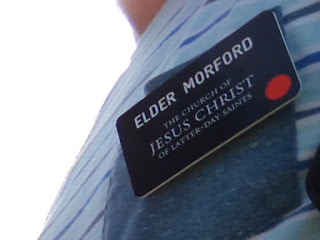 ELDER MORFORD
THE CHURCH OF
JESUS CHRIST
OF LATTER-DAY SAINTS